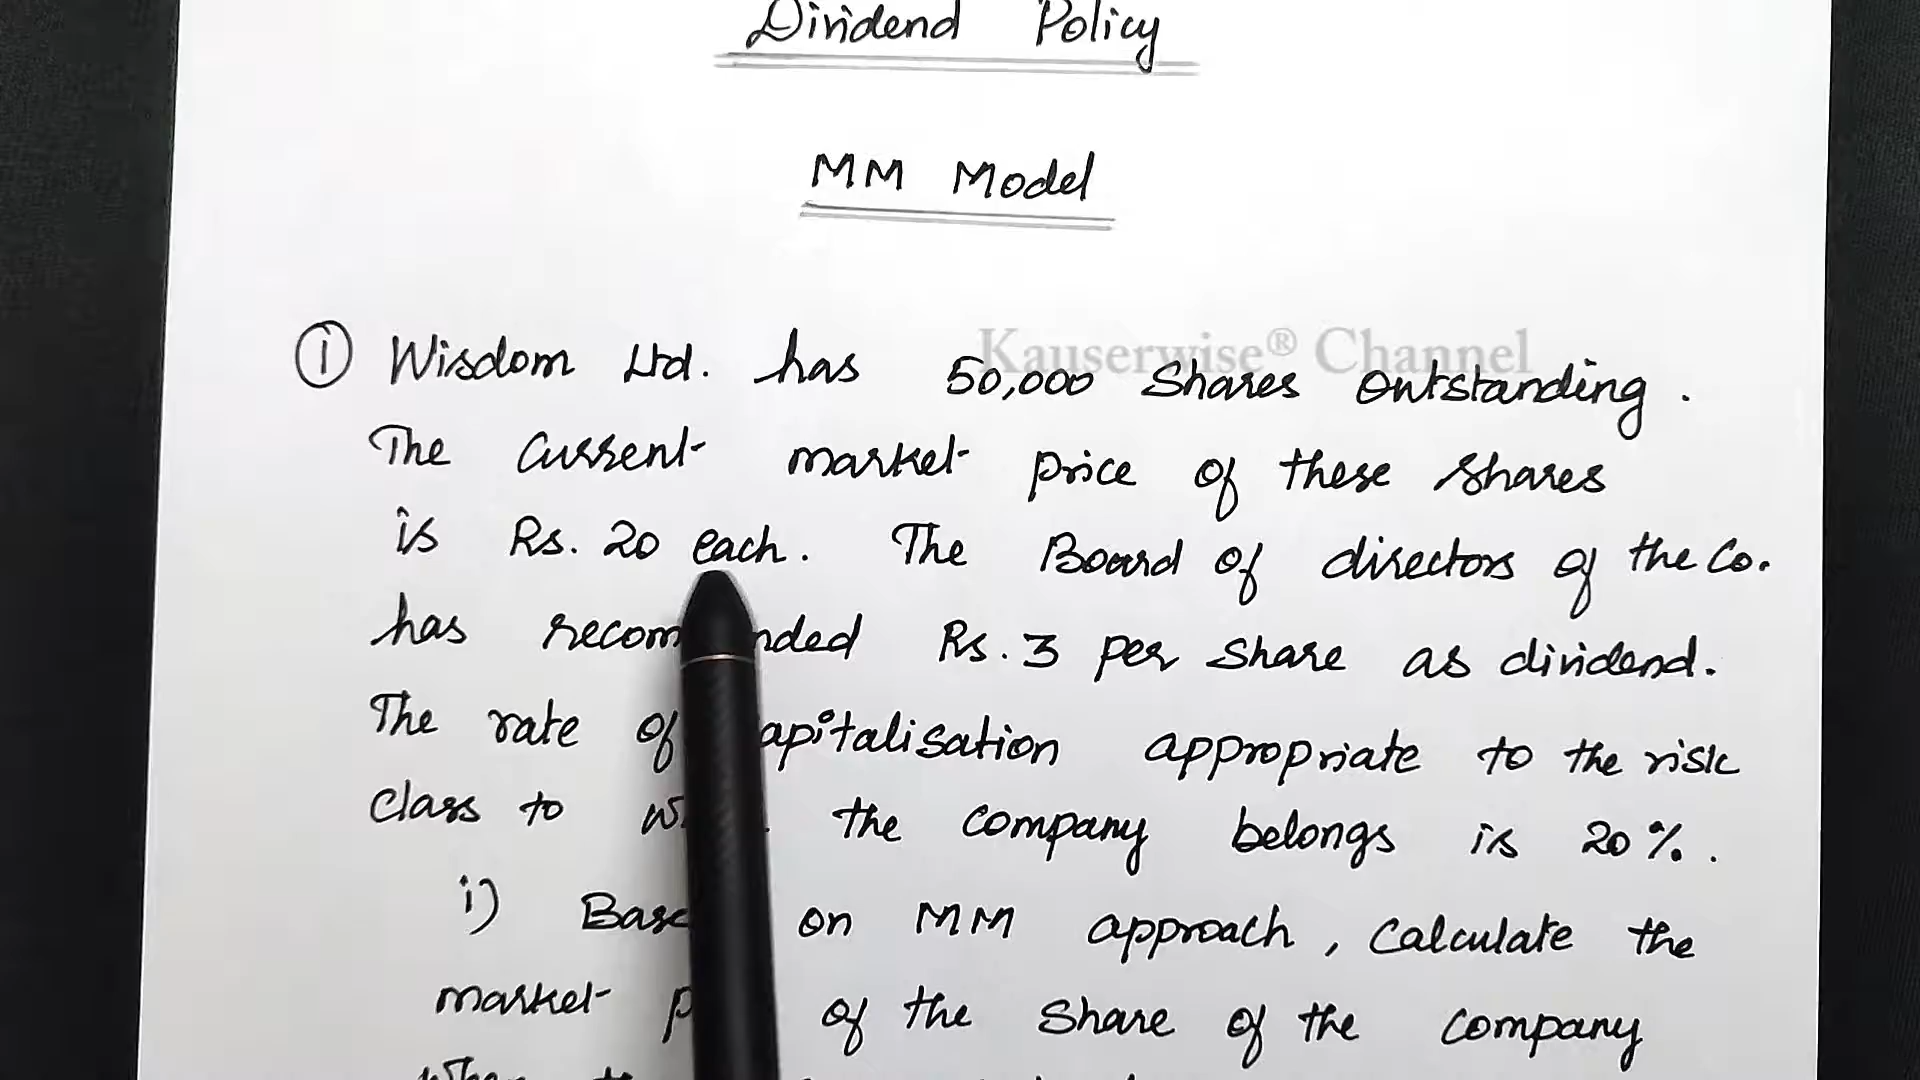 Dividend Policy
MM Model
Kauserwise® Channel
① Wisdom Ltd. has 50,000 Shares outstanding.
The current market price of these shares
is Rs. 20 each. The Board of directors of the Co.
has Rs. 3 per share as dividend.
The rate of appropriate to the risk
class to the company belongs is 20%.
i) on MM approach, calculate the
market of the share of the company